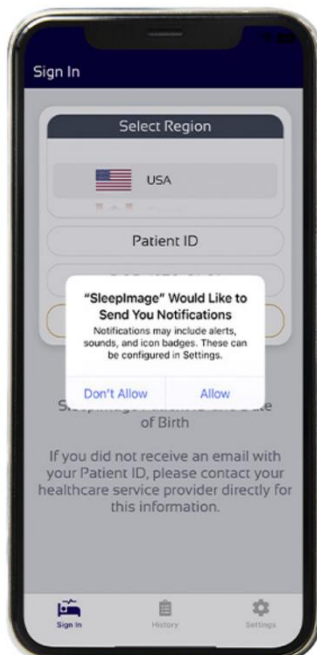 Sign In
Select Region
USA
Patient ID
"SleepImage" Would Like to
Send You Notifications
Notifications may include alerts,
sounds, and icon badges. These can
be configured in Settings.
Don't Allow
Allow
of Birth
If you did not receive an email with
your Patient ID, please contact your
healthcare service provider directly for
this information.
Sign In
History
Settings